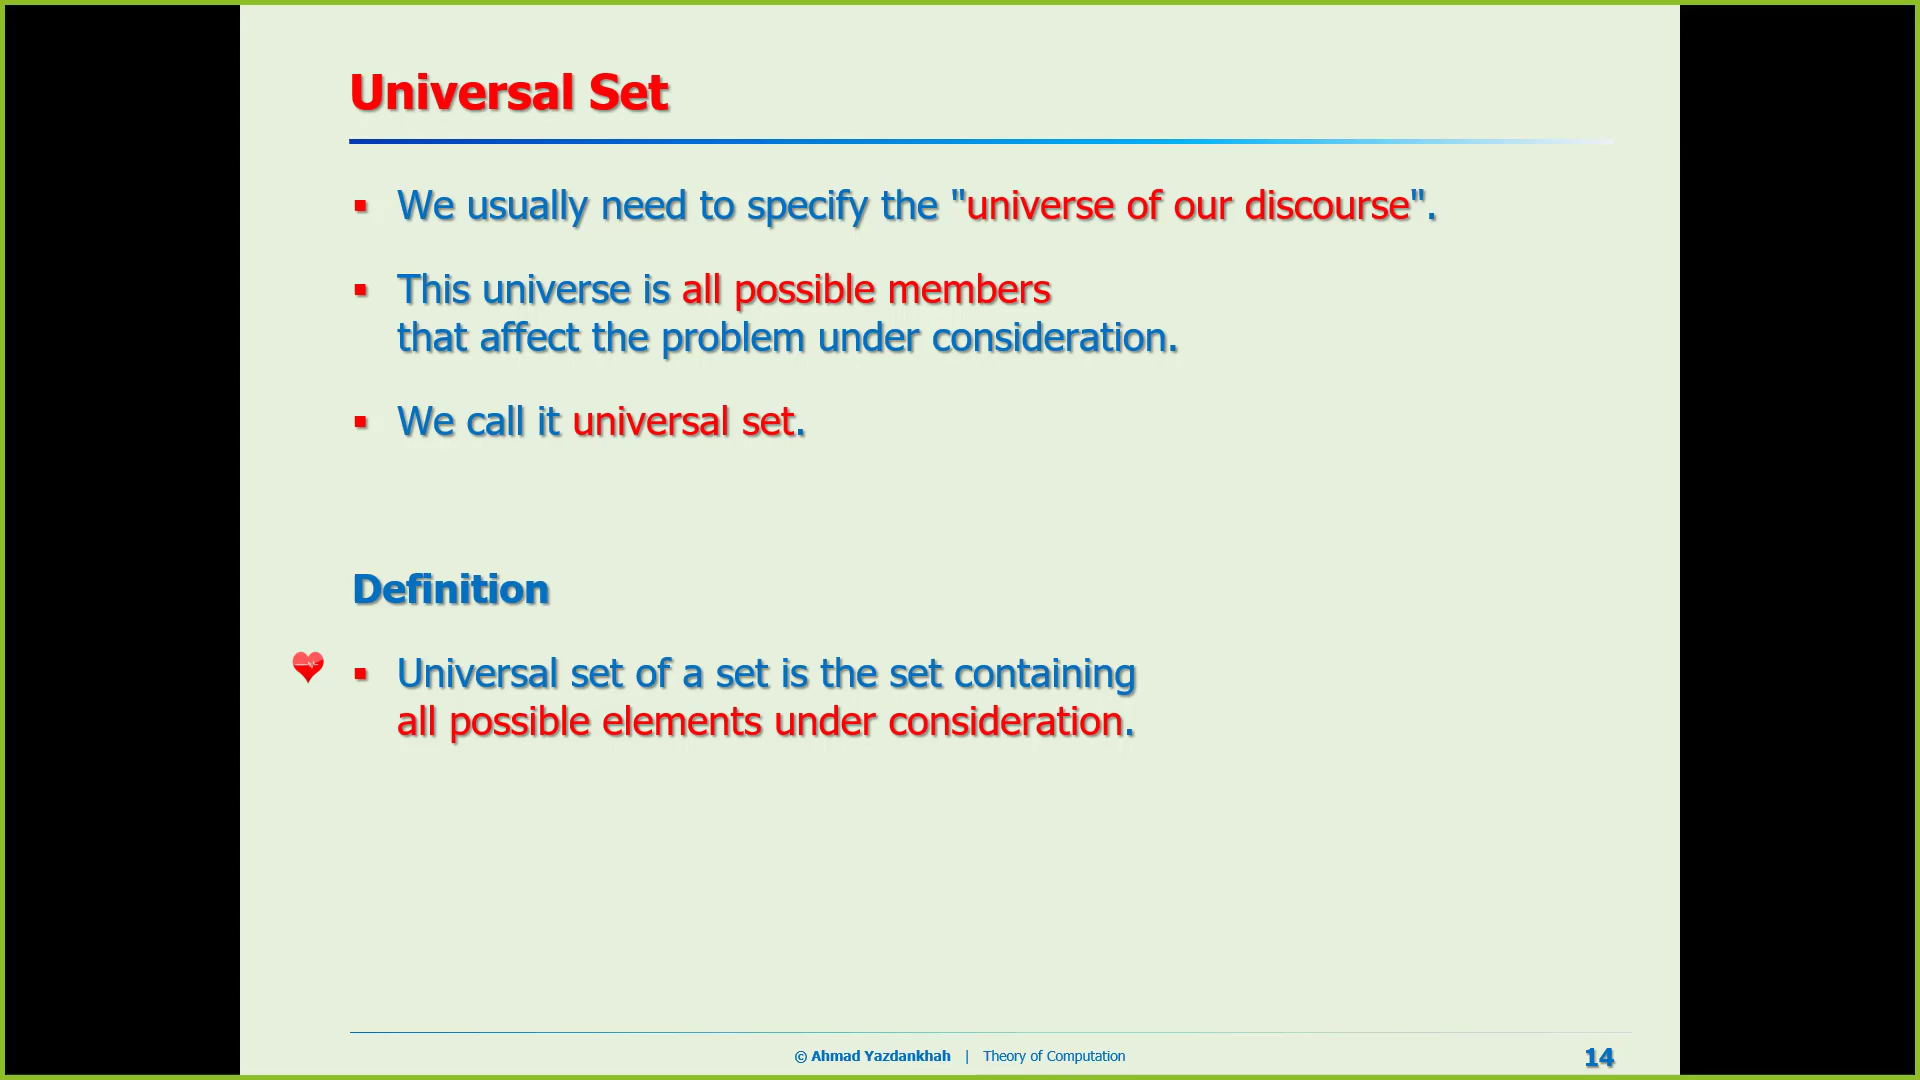 Universal Set
▪ We usually need to specify the "universe of our discourse".
▪ This universe is all possible members
that affect the problem under consideration.
▪ We call it universal set.
Definition
▪ Universal set of a set is the set containing
all possible elements under consideration.
© Ahmad Yazdankhah | Theory of Computation
14